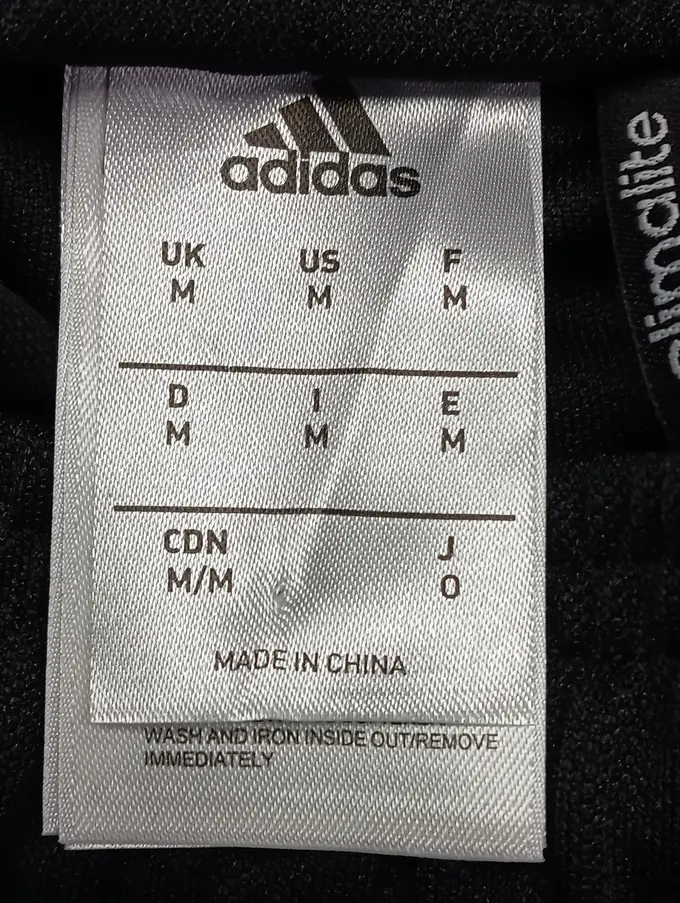 adidas
UK US F
M M M
D I E
M M M
CDN J
M/M O
MADE IN CHINA
WASH AND IRON INSIDE OUT/REMOVE
IMMEDIATELY
climalite